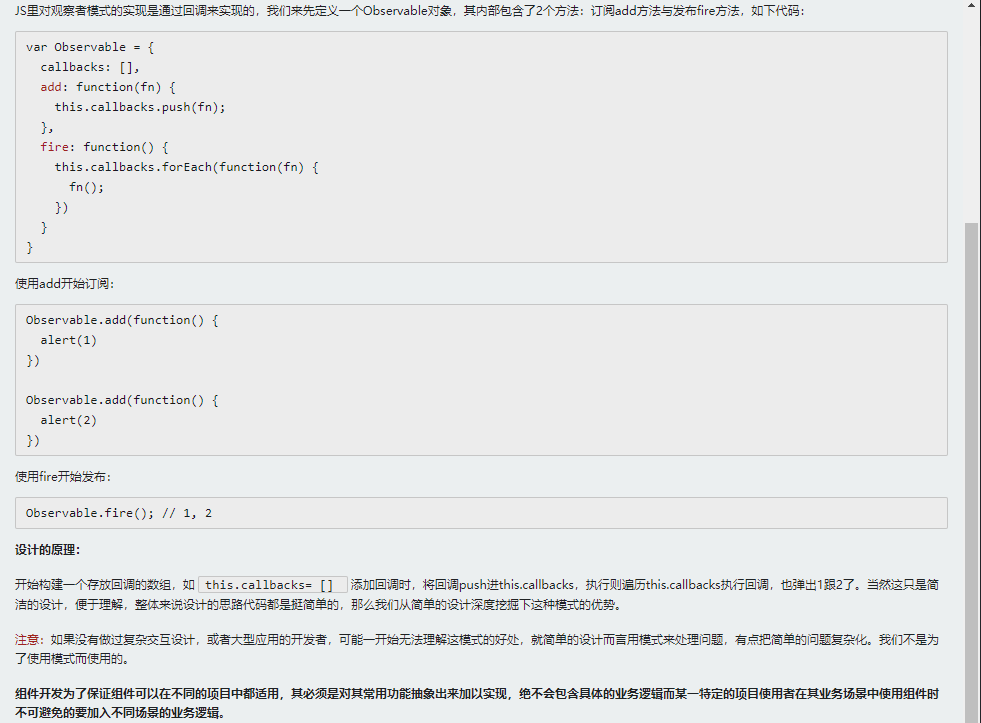 JS里对观察者模式的实现是通过回调来实现的，我们来先定义一个Observable对象，其内部包含了2个方法：订阅add方法与发布fire方法，如下代码：
var Observable = {
  callbacks: [],
  add: function(fn) {
    this.callbacks.push(fn);
  },
  fire: function() {
    this.callbacks.forEach(function(fn) {
      fn();
    })
  }
}
使用add开始订阅：
Observable.add(function() {
  alert(1)
})
Observable.add(function() {
  alert(2)
})
使用fire开始发布：
Observable.fire(); // 1, 2
设计的原理：
开始构建一个存放回调的数组，如 this.callbacks= [] 添加回调时，将回调push进this.callbacks，执行则遍历this.callbacks执行回调，也弹出1跟2了。当然这只是简
洁的设计，便于理解，整体来说设计的思路代码都是挺简单的，那么我们从简单的设计深度挖掘下这种模式的优势。
注意：如果没有做过复杂交互设计，或者大型应用的开发者，可能一开始无法理解这模式的好处，就简单的设计而言用模式来处理问题，有点把简单的问题复杂化。我们不是为
了使用模式而使用的。
组件开发为了保证组件可以在不同的项目中都适用，其必须是对其常用功能抽象出来加以实现，绝不会包含具体的业务逻辑而某一特定的项目使用者在其业务场景中使用组件时
不可避免的要加入不同场景的业务逻辑。